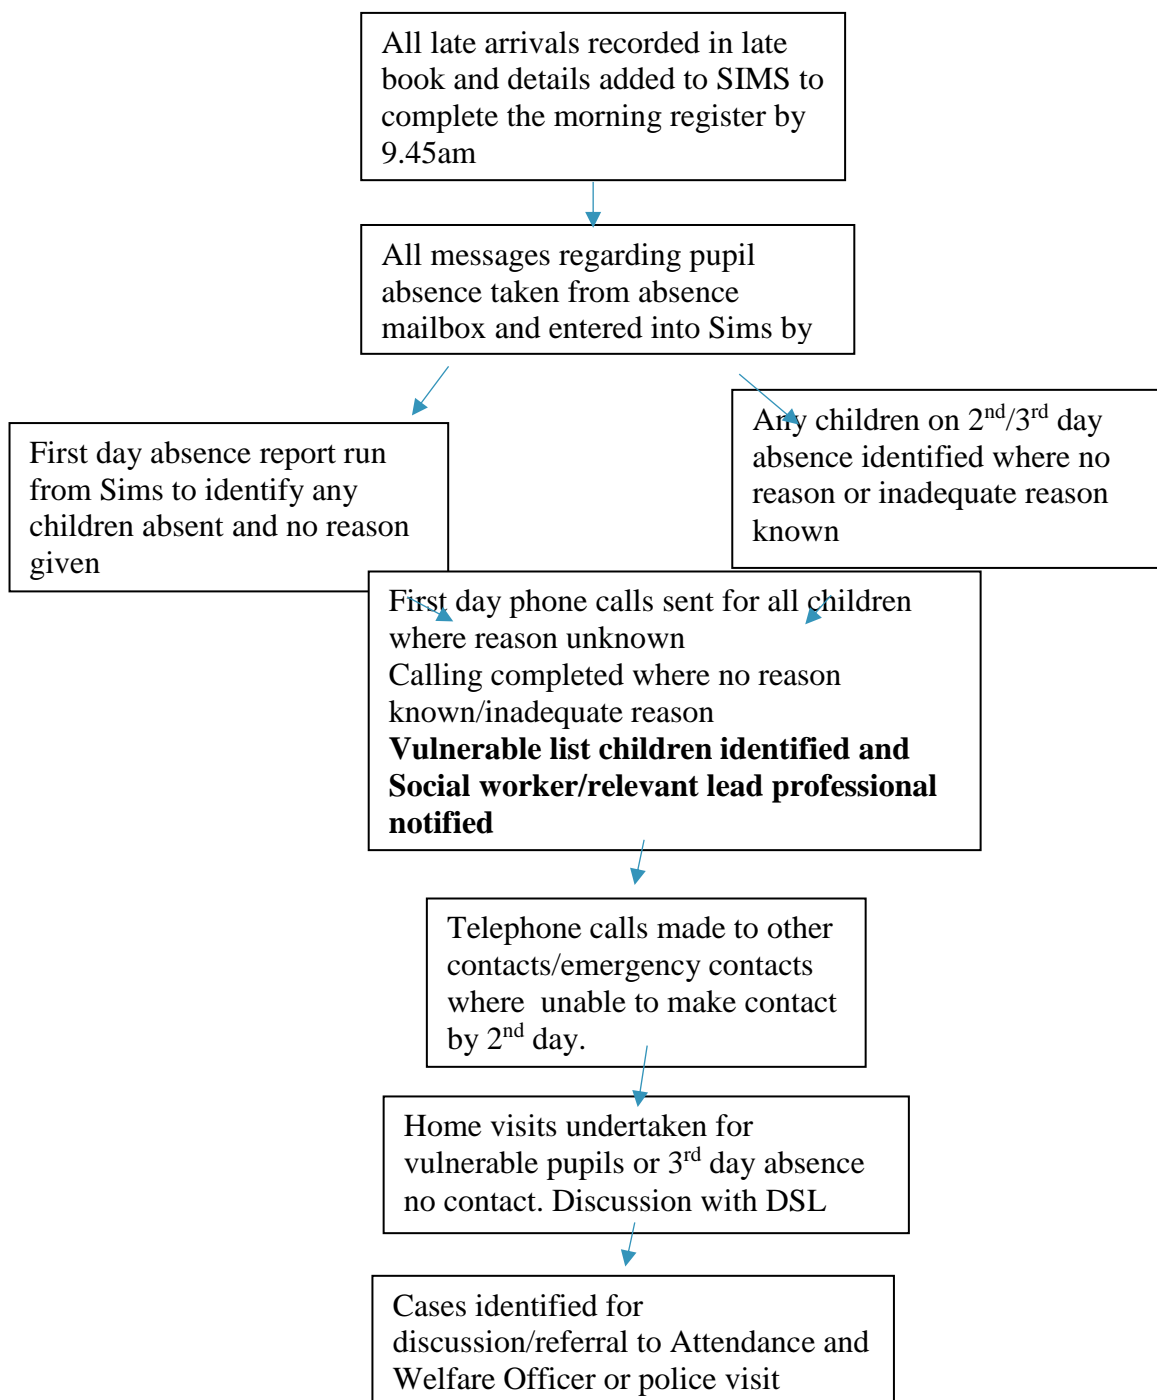 All late arrivals recorded in late
book and details added to SIMS to
complete the morning register by
9.45am
All messages regarding pupil
absence taken from absence
mailbox and entered into Sims by
First day absence report run
from Sims to identify any
children absent and no reason
given
Any children on 2nd/3rd day
absence identified where no
reason or inadequate reason
known
First day phone calls sent for all children
where reason unknown
Calling completed where no reason
known/inadequate reason
Vulnerable list children identified and
Social worker/relevant lead professional
notified
Telephone calls made to other
contacts/emergency contacts
where  unable to make contact
by 2nd day.
Home visits undertaken for
vulnerable pupils or 3rd day absence
no contact. Discussion with DSL
Cases identified for
discussion/referral to Attendance and
Welfare Officer or police visit